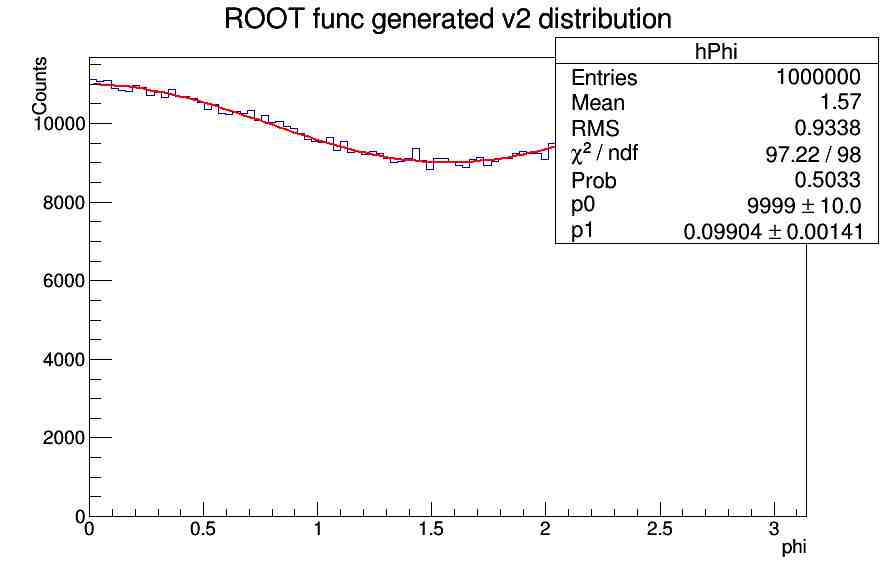 ROOT func generated v2 distribution
hPhi
Entries 1000000
Mean 1.57
RMS 0.9338
χ² / ndf 97.22 / 98
Prob 0.5033
p0 9999 ± 10.0
p1 0.09904 ± 0.00141
Counts
10000
8000
6000
4000
2000
0
0 0.5 1 1.5 2 2.5 3
phi